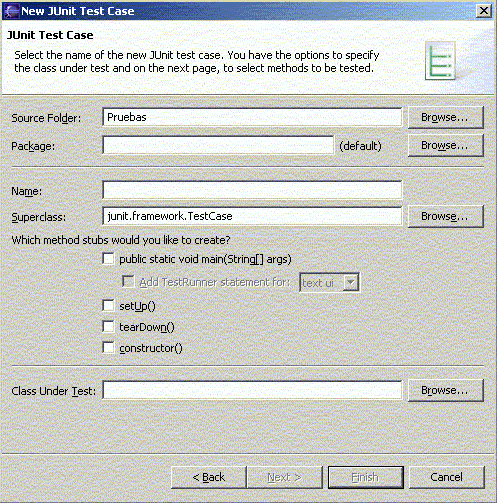 New JUnit Test Case
JUnit Test Case
Select the name of the new JUnit test case. You have the options to specify
the class under test and on the next page, to select methods to be tested.
Source Folder: Pruebas Browse...
Package: (default) Browse...
Name:
Superclass: junit.framework.TestCase Browse...
Which method stubs would you like to create?
public static void main(String[] args)
Add TestRunner statement for: text ui
setUp()
tearDown()
constructor()
Class Under Test: Browse...
< Back Next > Finish Cancel